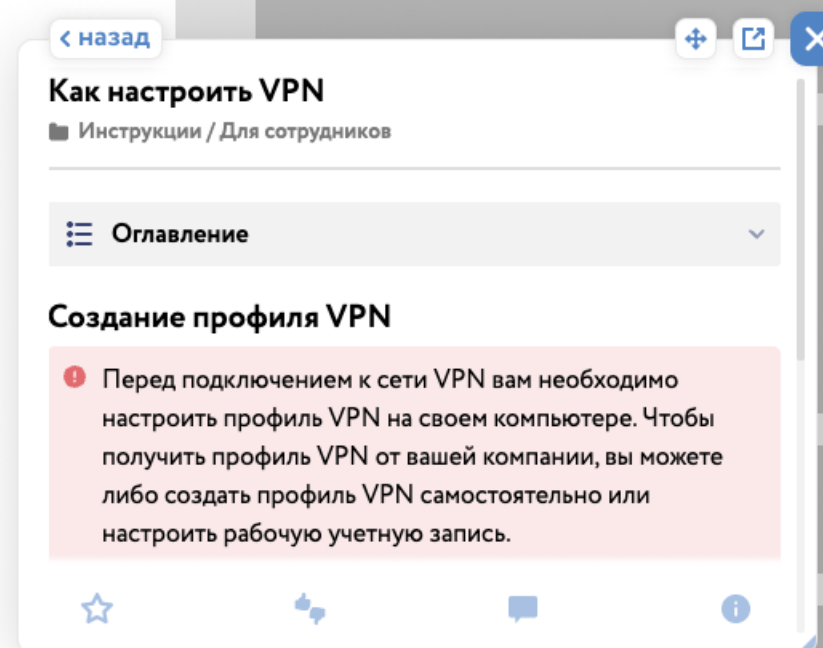 назад
Как настроить VPN
Инструкции / Для сотрудников
Оглавление
Создание профиля VPN
Перед подключением к сети VPN вам необходимо
настроить профиль VPN на своем компьютере. Чтобы
получить профиль VPN от вашей компании, вы можете
либо создать профиль VPN самостоятельно или
настроить рабочую учетную запись.